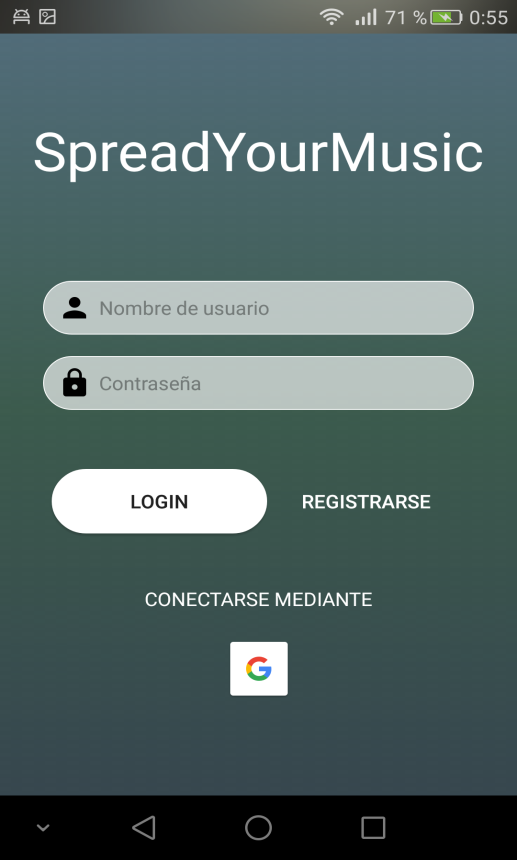 71 % 0:55
SpreadYourMusic
Nombre de usuario
Contraseña
LOGIN REGISTRARSE
CONECTARSE MEDIANTE
G